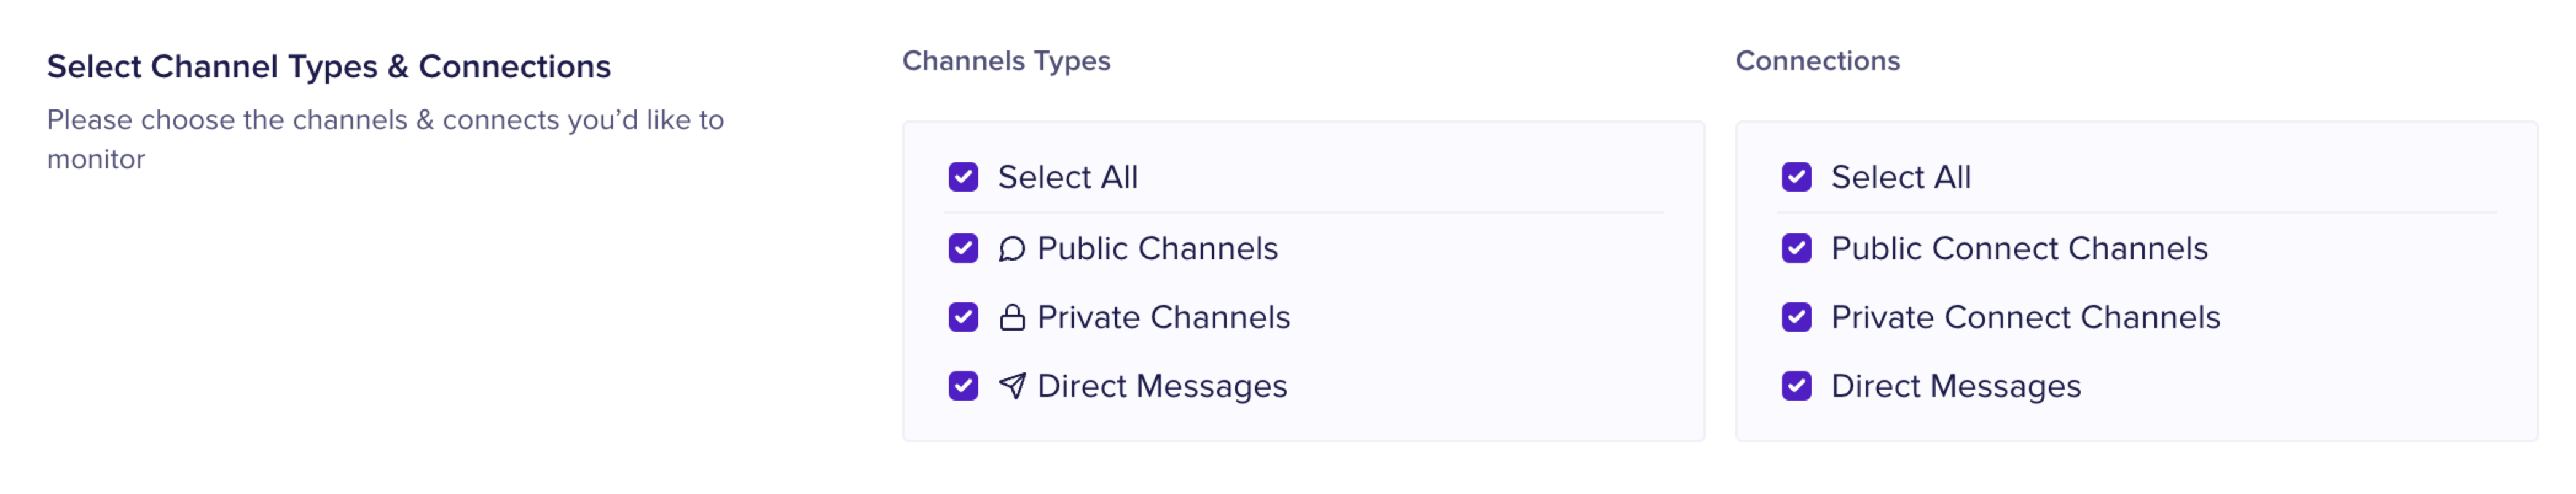 Select Channel Types & Connections
Please choose the channels & connects you’d like to
monitor
Channels Types
Select All
Public Channels
Private Channels
Direct Messages
Connections
Select All
Public Connect Channels
Private Connect Channels
Direct Messages